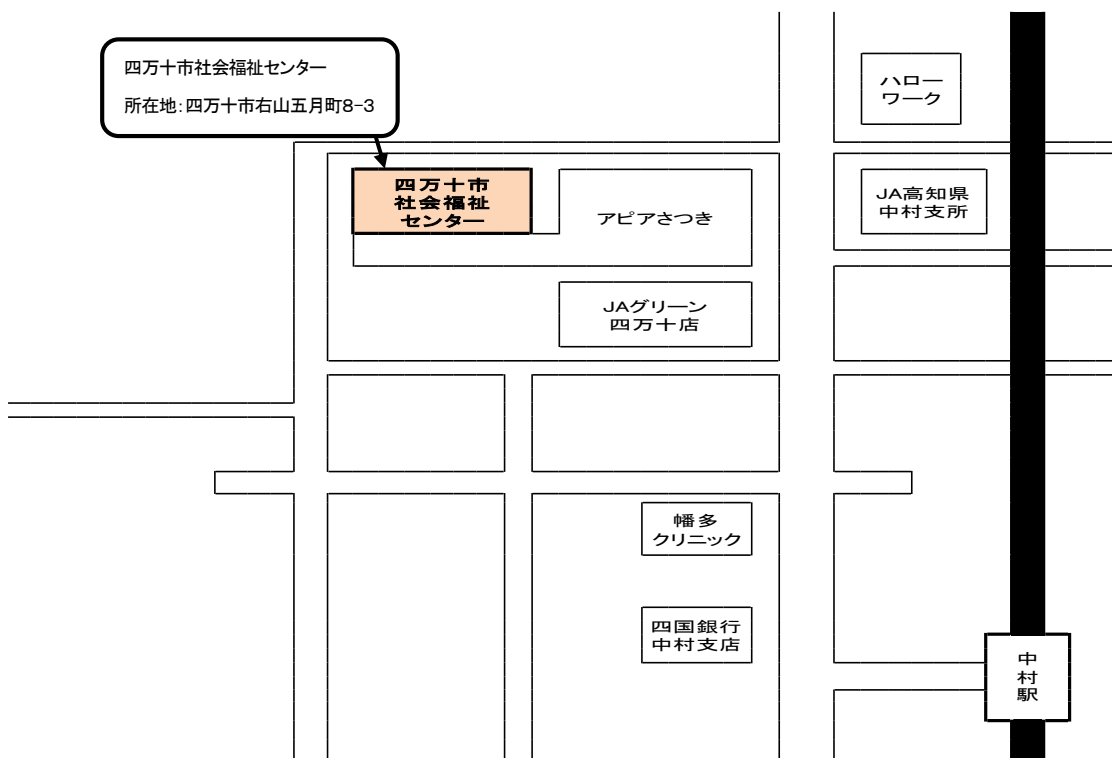 四万十市社会福祉センター
所在地:四万十市右山五月町8-3
ハロー
ワーク
四万十市
社会福祉
センター
アピアさつき
JA高知県
中村支所
JAグリーン
四万十店
幡多
クリニック
四国銀行
中村支店
中
村
駅